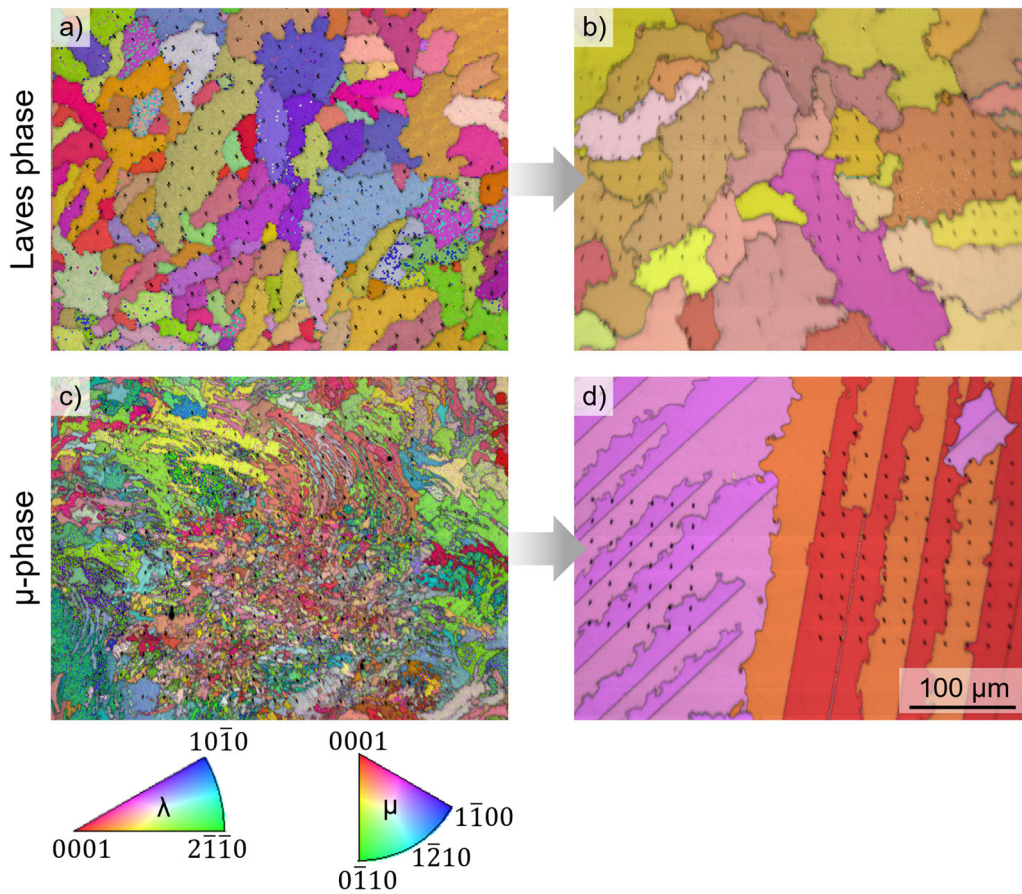 a)
b)
Laves phase
c)
d)
μ-phase
100 μm
101̅0
λ
0001
21̅1̅0
0001
μ
11̅00
12̅10
01̅10